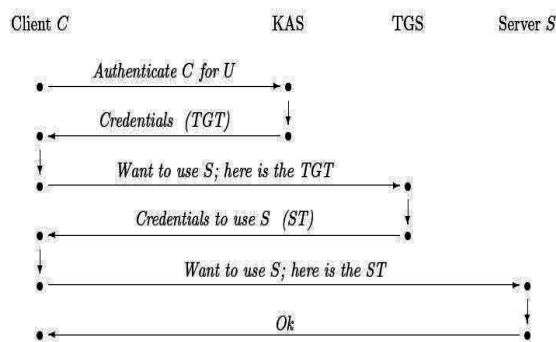 Client C KAS TGS Server S
Authenticate C for U
Credentials (TGT)
Want to use S; here is the TGT
Credentials to use S (ST)
Want to use S; here is the ST
Ok